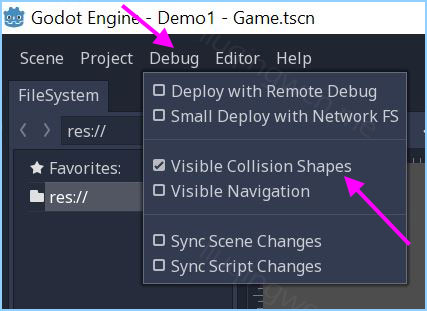 Godot Engine - Demo1 - Game.tscn
Scene Project Debug Editor Help
FileSystem
Deploy with Remote Debug
Small Deploy with Network FS
res://
Favorites:
Visible Collision Shapes
res://
Visible Navigation
Sync Scene Changes
Sync Script Changes